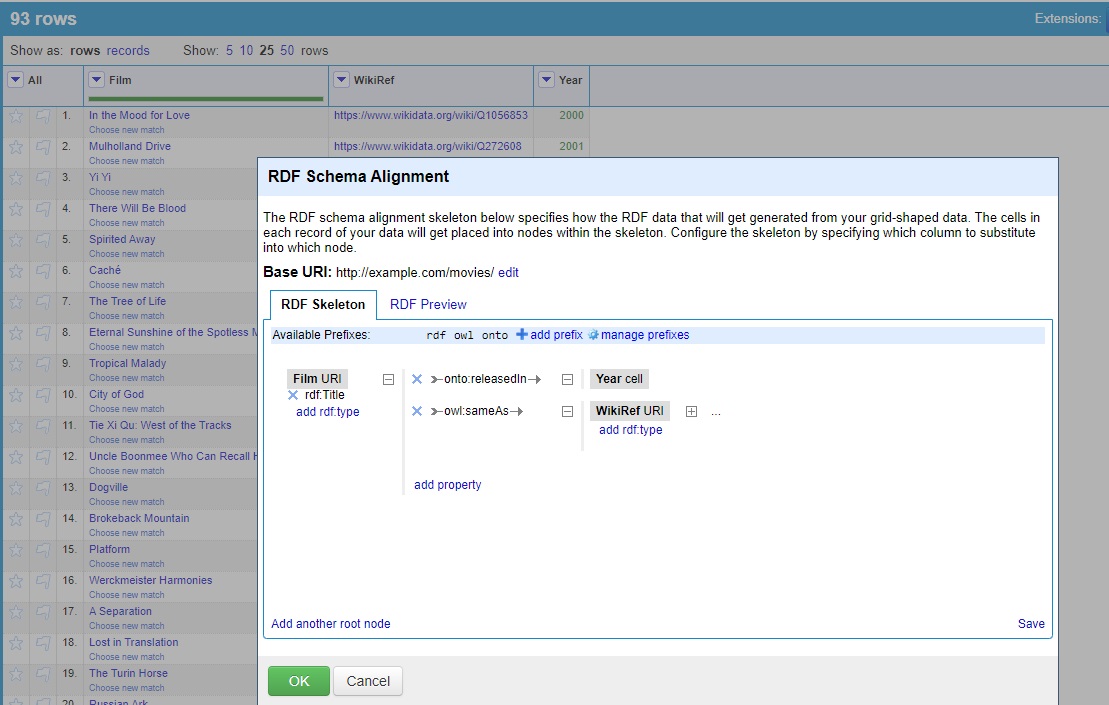 93 rows
Extensions:
Show as: rows records Show: 5 10 25 50 rows
All Film WikiRef Year
1. In the Mood for Love https://www.wikidata.org/wiki/Q1056853 2000
Choose new match
2. Mulholland Drive https://www.wikidata.org/wiki/Q272608 2001
Choose new match
3. Yi Yi
Choose new match
4. There Will Be Blood
Choose new match
5. Spirited Away
Choose new match
6. Caché
Choose new match
7. The Tree of Life
Choose new match
8. Eternal Sunshine of the Spotless M
Choose new match
9. Tropical Malady
Choose new match
10. City of God
Choose new match
11. Tie Xi Qu: West of the Tracks
Choose new match
12. Uncle Boonmee Who Can Recall H
Choose new match
13. Dogville
Choose new match
14. Brokeback Mountain
Choose new match
15. Platform
Choose new match
16. Werckmeister Harmonies
Choose new match
17. A Separation
Choose new match
18. Lost in Translation
Choose new match
19. The Turin Horse
Choose new match
20. Russian Ark
RDF Schema Alignment
The RDF schema alignment skeleton below specifies how the RDF data that will get generated from your grid-shaped data. The cells in
each record of your data will get placed into nodes within the skeleton. Configure the skeleton by specifying which column to substitute
into which node.
Base URI: http://example.com/movies/ edit
RDF Skeleton RDF Preview
Available Prefixes: rdf owl onto add prefix manage prefixes
Film URI onto:releasedIn Year cell
rdf:Title
add rdf:type owl:sameAs WikiRef URI ...
add rdf:type
add property
Add another root node Save
OK Cancel